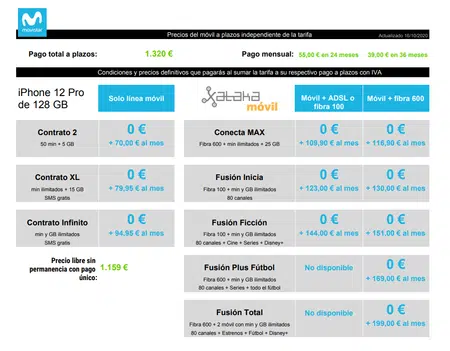 movistar
Precios del móvil a plazos independiente de la tarifa
Actualizado 10/10/2020
Pago total a plazos: 1.320 € Pago mensual: 55,00 € en 24 meses 39,00 € en 36 meses
Condiciones y precios definitivos que pagarás al sumar la tarifa a su respectivo pago a plazos con IVA
iPhone 12 Pro de 128 GB
Solo línea móvil
Xataka móvil
Móvil + ADSL o fibra 100
Móvil + fibra 600
Contrato 2
50 min + 5 GB
0 €
+ 70,00 € al mes
Conecta MAX
Fibra 600 + min ilimitados + 25 GB
0 €
+ 109,90 € al mes
0 €
+ 116,90 € al mes
Contrato XL
min ilimitados + 15 GB
SMS gratis
0 €
+ 79,95 € al mes
Fusión Inicia
Fibra 100 + min y GB ilimitados
80 canales
0 €
+ 123,00 € al mes
0 €
+ 130,00 € al mes
Contrato Infinito
min y GB ilimitados
SMS gratis
0 €
+ 94,95 € al mes
Fusión Ficción
Fibra 100 + min y GB ilimitados
80 canales + Cine + Series + Disney+
0 €
+ 144,00 € al mes
0 €
+ 151,00 € al mes
Precio libre sin permanencia con pago único:
1.159 €
Fusión Plus Fútbol
Fibra 600 + min y GB ilimitados
80 canales + Series + todo el fútbol
No disponible
0 €
+ 169,00 € al mes
Fusión Total
Fibra 600 + 2 móvil con min y GB ilimitados
80 canales + Estrenos + Fútbol + Disney+
No disponible
0 €
+ 199,00 € al mes